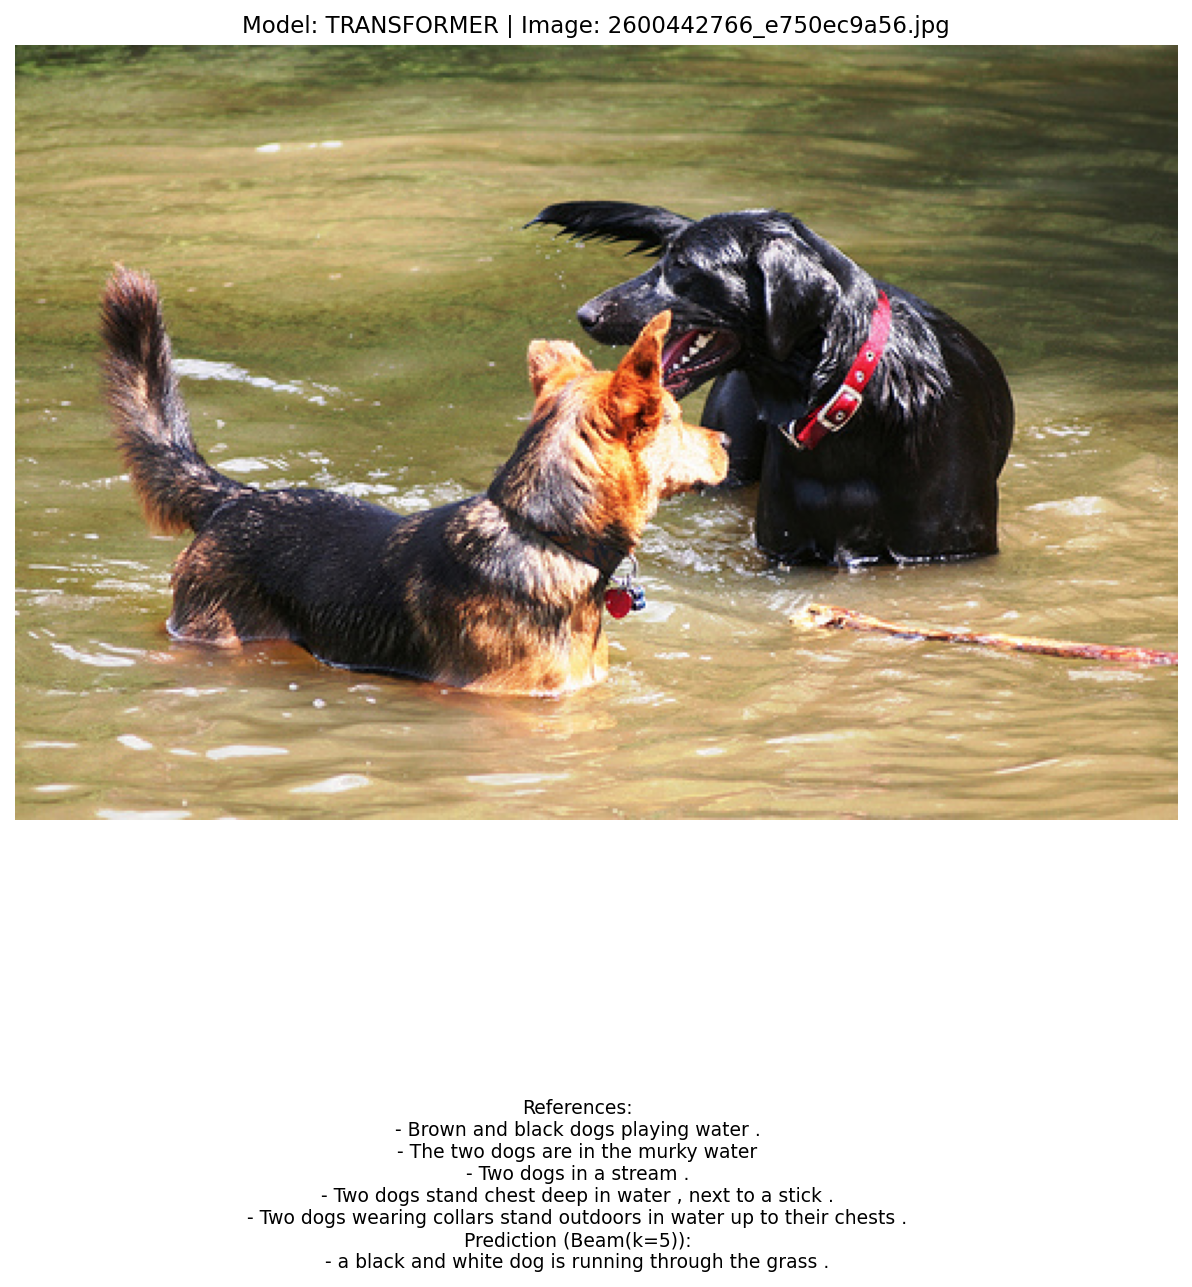 Model: TRANSFORMER | Image: 2600442766_e750ec9a56.jpg
References:
- Brown and black dogs playing water .
- The two dogs are in the murky water
- Two dogs in a stream .
- Two dogs stand chest deep in water , next to a stick .
- Two dogs wearing collars stand outdoors in water up to their chests .
Prediction (Beam(k=5)):
- a black and white dog is running through the grass .